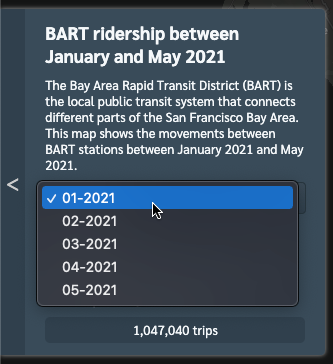 BART ridership between
January and May 2021
The Bay Area Rapid Transit District (BART) is
the local public transit system that connects
different parts of the San Francisco Bay Area.
This map shows the movements between
BART stations between January 2021 and May
2021.
<
✓ 01-2021
02-2021
03-2021
04-2021
05-2021
1,047,040 trips